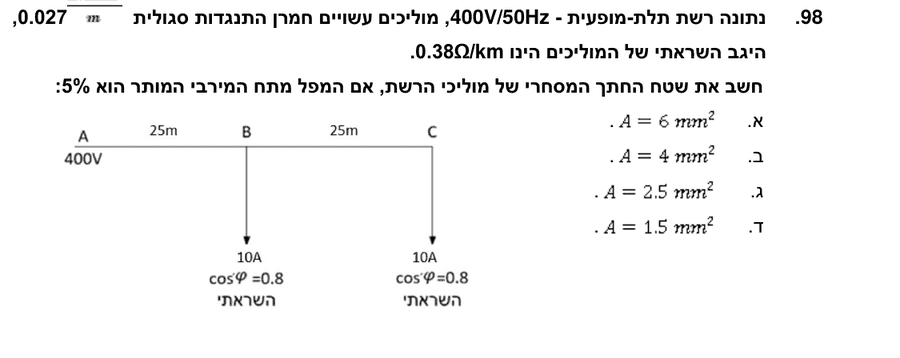 98. נתונה רשת תלת-מופעית - 400V/50Hz, מוליכים עשויים חמרן התנגדות סגולית m 0.027,
היגב השראתי של המוליכים הינו 0.38Ω/km.
חשב את שטח החתך המסחרי של מוליכי הרשת, אם המפל מתח המירבי המותר הוא 5%:
א. A = 6 mm².
ב. A = 4 mm².
ג. A = 2.5 mm².
ד. A = 1.5 mm².
A 25m B 25m C
400V
10A 10A
cosφ =0.8 cosφ=0.8
השראתי השראתי